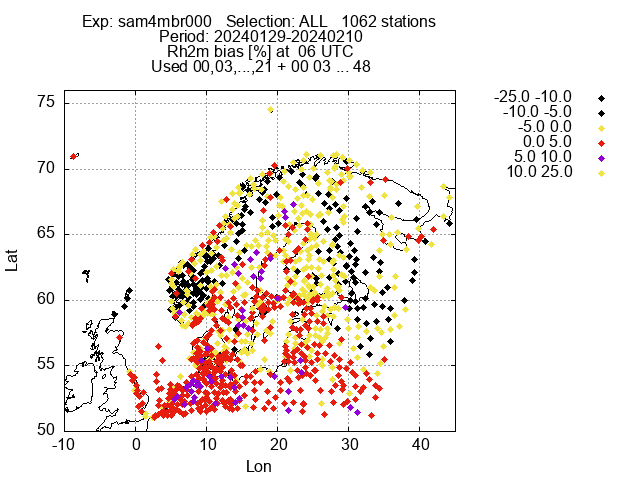 Exp: sam4mbr000   Selection: ALL   1062 stations
Period: 20240129-20240210
Rh2m bias [%] at  06 UTC
Used 00,03,...,21 + 00 03 ... 48
-25.0 -10.0
-10.0 -5.0
-5.0 0.0
0.0 5.0
5.0 10.0
10.0 25.0
75
70
65
60
55
50
Lat
-10 0 10 20 30 40
Lon